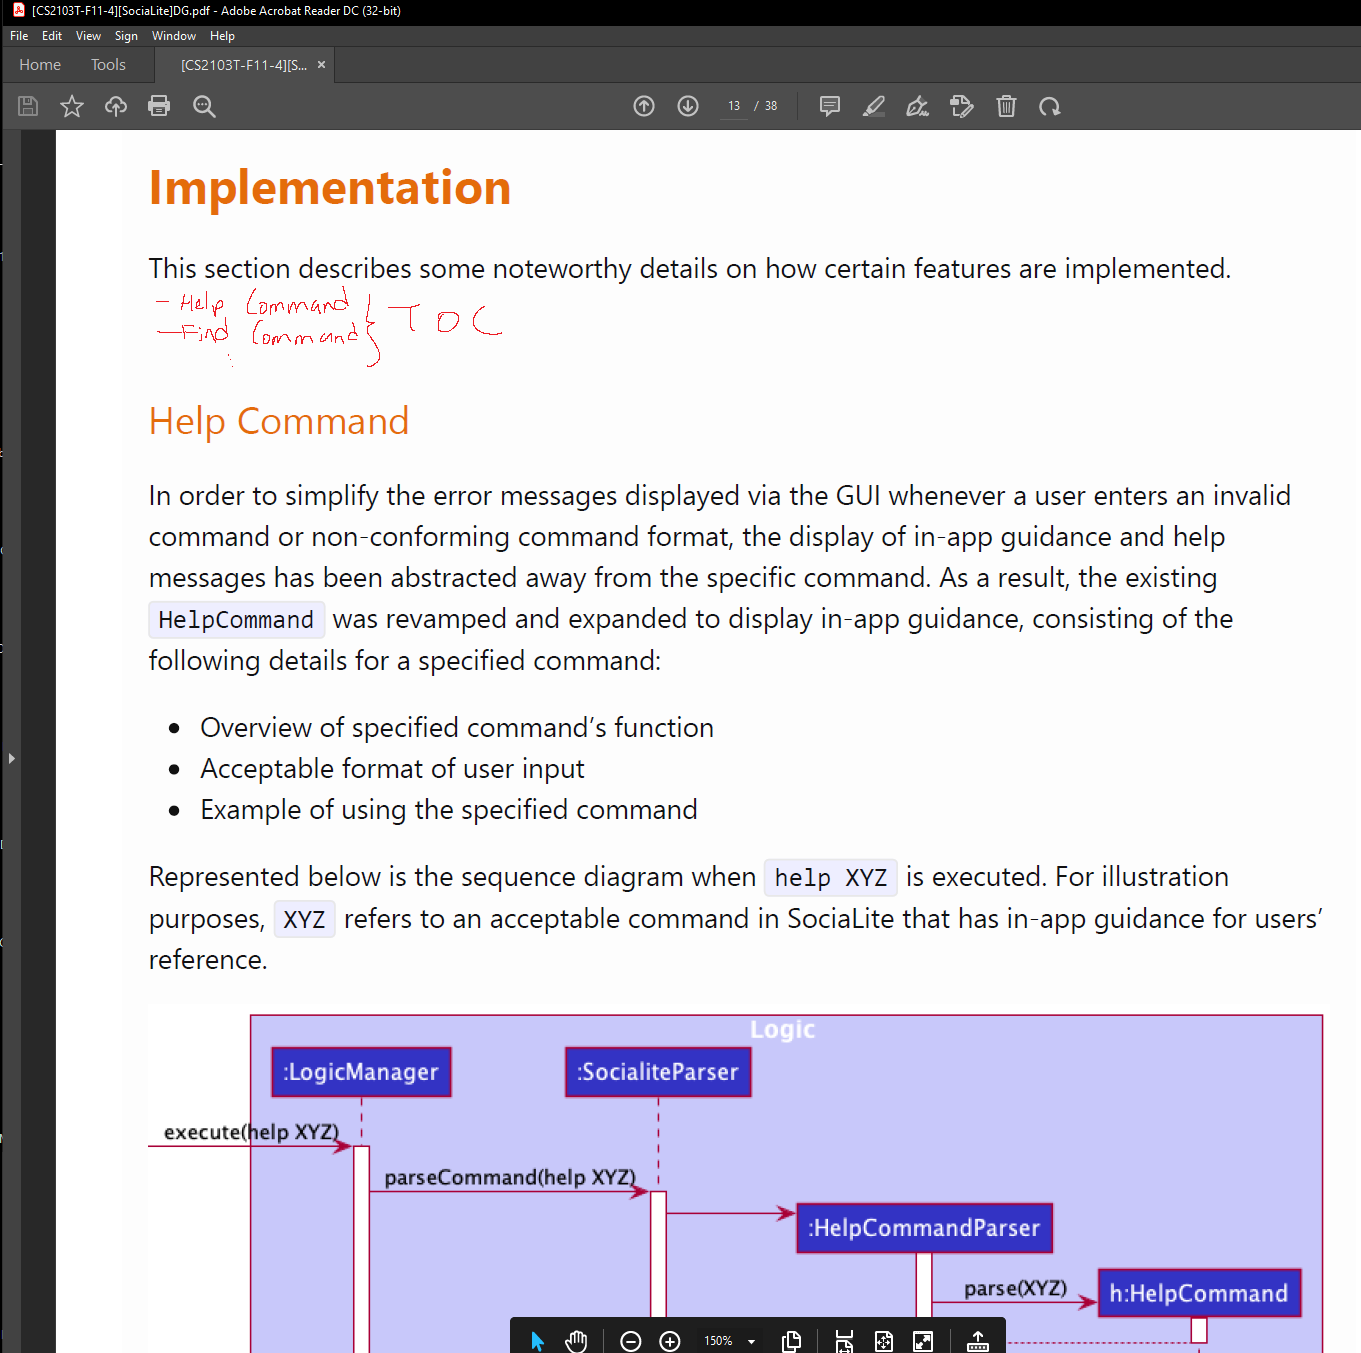 [CS2103T-F11-4][SociaLite]DG.pdf - Adobe Acrobat Reader DC (32-bit)
File Edit View Sign Window Help
Home Tools [CS2103T-F11-4][S... ×
13 / 38
Implementation
This section describes some noteworthy details on how certain features are implemented.
- Help Command
- Find Command } TOC
Help Command
In order to simplify the error messages displayed via the GUI whenever a user enters an invalid
command or non-conforming command format, the display of in-app guidance and help
messages has been abstracted away from the specific command. As a result, the existing
HelpCommand was revamped and expanded to display in-app guidance, consisting of the
following details for a specified command:
• Overview of specified command’s function
• Acceptable format of user input
• Example of using the specified command
Represented below is the sequence diagram when help XYZ is executed. For illustration
purposes, XYZ refers to an acceptable command in SociaLite that has in-app guidance for users’
reference.
Logic
:LogicManager :SocialiteParser
execute(help XYZ)
parseCommand(help XYZ)
:HelpCommandParser
parse(XYZ) h:HelpCommand
150%